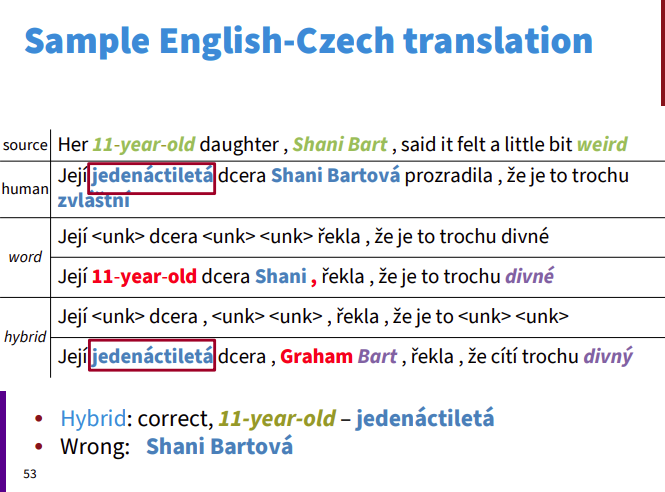 Sample English-Czech translation
source Her 11-year-old daughter , Shani Bart , said it felt a little bit weird
human Její jedenáctiletá dcera Shani Bartová prozradila , že je to trochu
zvláštní
word Její <unk> dcera <unk> <unk> řekla , že je to trochu divné
Její 11-year-old dcera Shani , řekla , že je to trochu divné
hybrid Její <unk> dcera , <unk> <unk> , řekla , že je to <unk> <unk>
Její jedenáctiletá dcera , Graham Bart , řekla , že cítí trochu divný
• Hybrid: correct, 11-year-old – jedenáctiletá
• Wrong: Shani Bartová
53